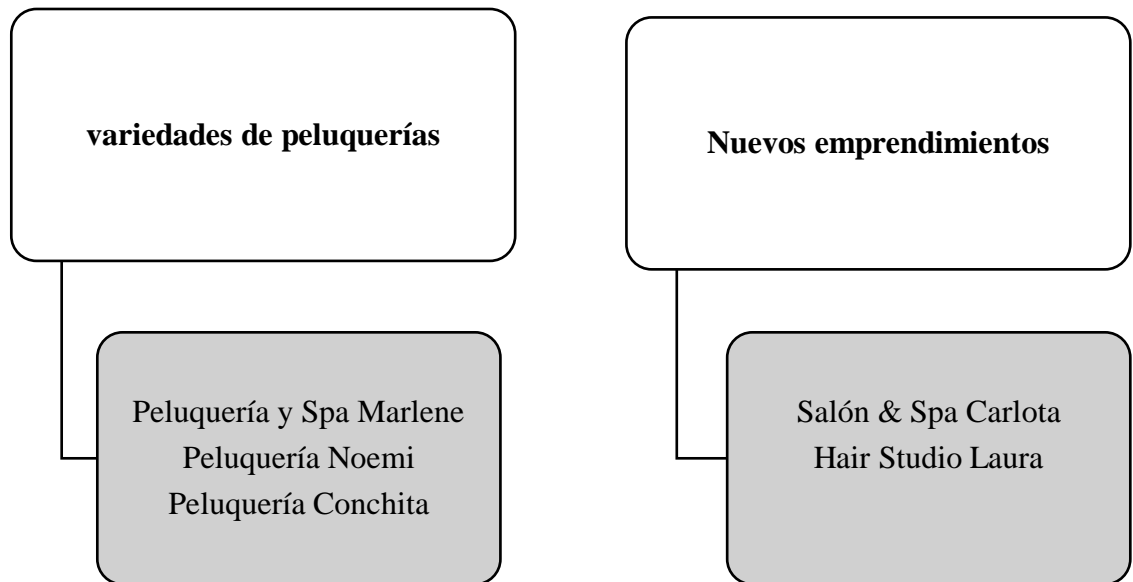 variedades de peluquerías
Peluquería y Spa Marlene
Peluquería Noemi
Peluquería Conchita
Nuevos emprendimientos
Salón & Spa Carlota
Hair Studio Laura